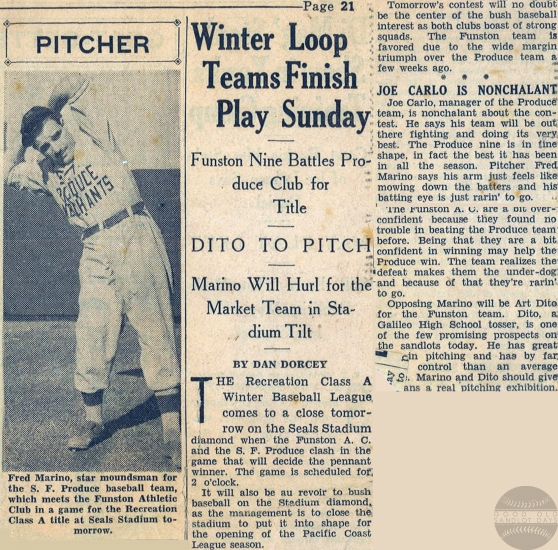 Page 21
PITCHER
PRODUCE
Fred Marino, star moundsman for
the S. F. Produce baseball team,
which meets the Funston Athletic
Club in a game for the Recreation
Class A title at Seals Stadium to-
morrow.
Winter Loop
Teams Finish
Play Sunday
Funston Nine Battles Pro-
duce Club for
Title
DITO TO PITCH
Marino Will Hurl for the
Market Team in Sta-
dium Tilt
BY DAN DORCEY
THE Recreation Class A
Winter Baseball League
comes to a close tomor-
row on the Seals Stadium
diamond when the Funston A. C.
and the S. F. Produce clash in the
game that will decide the pennant
winner. The game is scheduled for
2 o'clock.
It will also be au revoir to bush
baseball on the Stadium diamond,
as the management is to close the
stadium to put it into shape for
the opening of the Pacific Coast
League season.
Tomorrow's contest will no doubt
be the center of the bush baseball
interest as both clubs boast of strong
squads. The Funston team is
favored due to the wide margin
triumph over the Produce team a
few weeks ago.
* * *
JOE CARLO IS NONCHALANT
Joe Carlo, manager of the Produce
team, is nonchalant about the con-
test. He says his team will be out
there fighting and doing its very
best. The Produce nine is in fine
shape, in fact the best it has been
in all the season. Pitcher Fred
Marino says his arm just feels like
mowing down the batters and his
batting eye is just rarin' to go.
The Funston A. C. are a bit over-
confident because they found no
trouble in beating the Produce team
before. Being that they are a bit
confident in winning may help the
Produce win. The team realizes the
defeat makes them the under-dog
and because of that they're rarin'
to go.
Opposing Marino will be Art Dito
for the Funston team. Dito, a
Galileo High School tosser, is one
of the few promising prospects on
the sandlots today. He has great
in pitching and has by far
control than an average
Marino and Dito should give
ans a real pitching exhibition.
GOOD OLD
SANDLOT DAYS